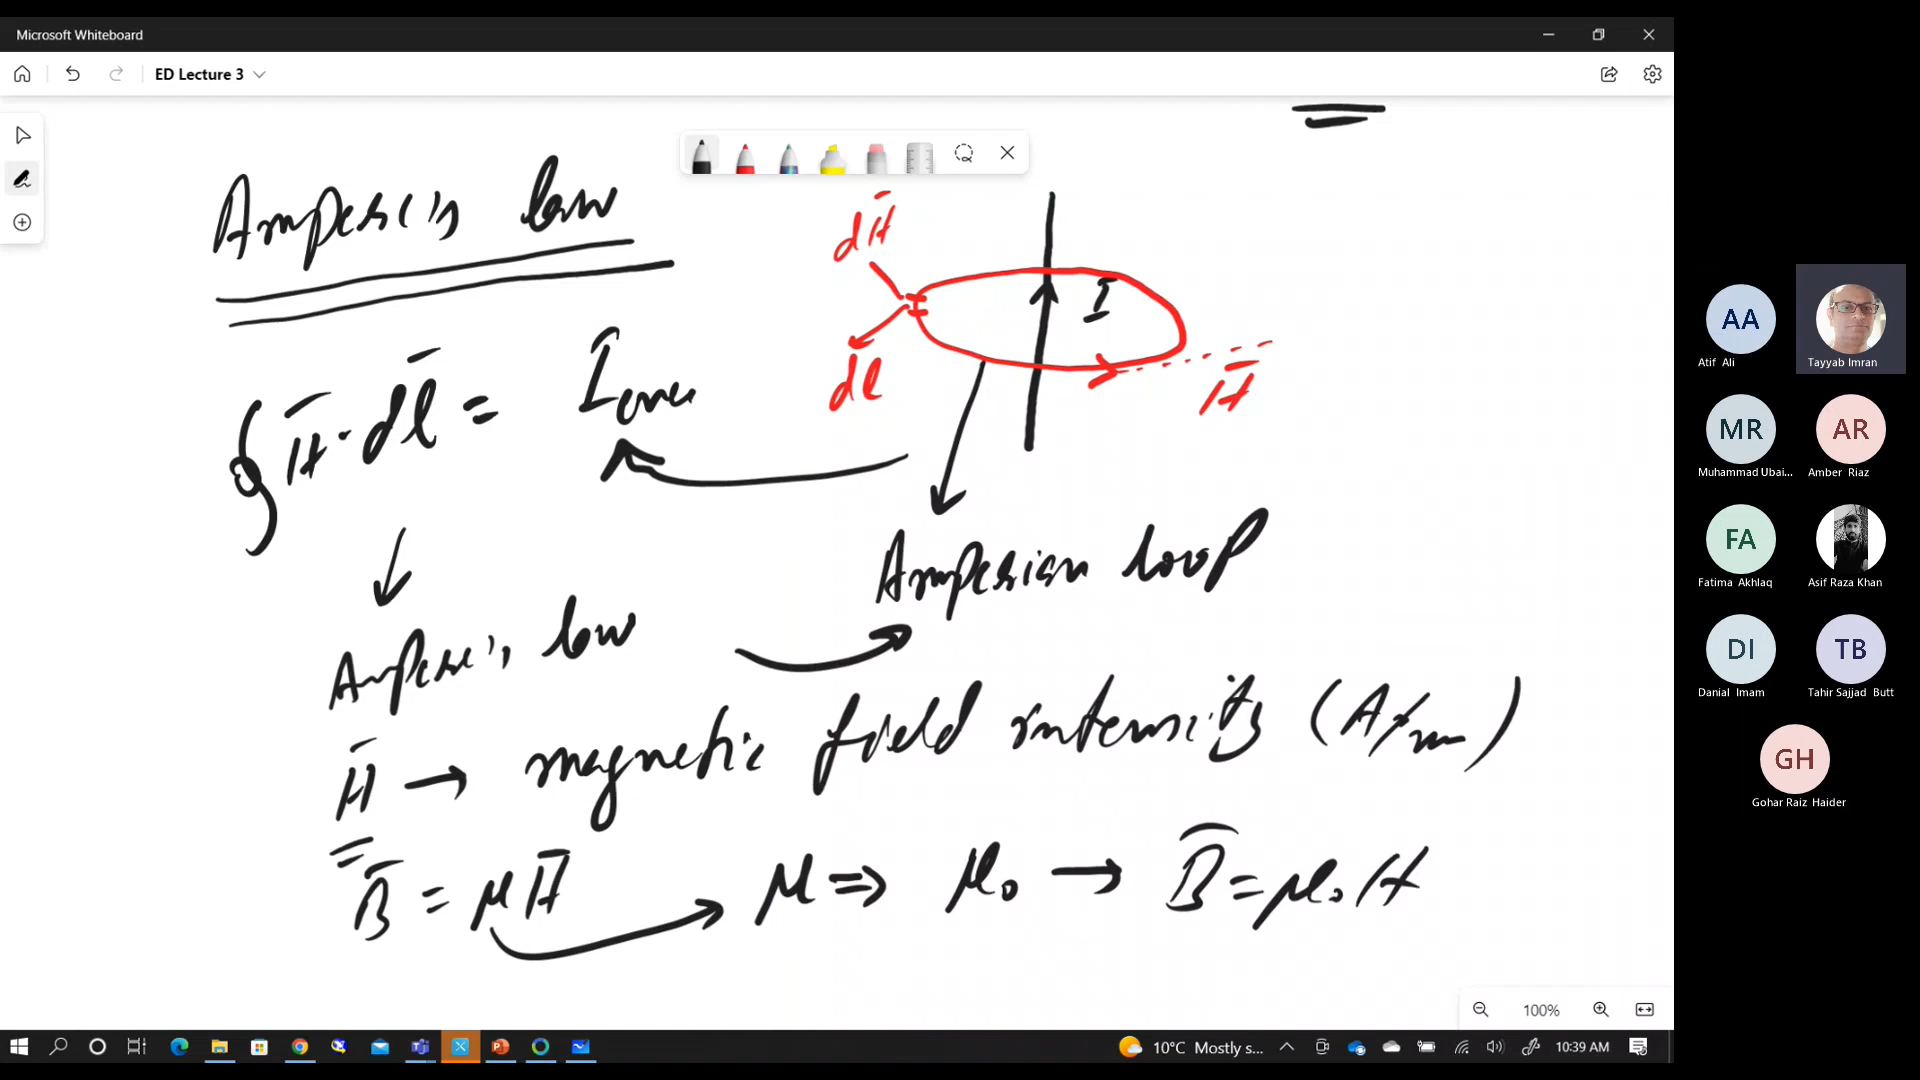 Microsoft Whiteboard
ED Lecture 3
Ampere's law
dH̄
I
dl
H̄
∮ H̄ · dl̄ = Ienc
Amperian loop
Ampere's law
H̄ → magnetic field intensity (A/m)
B̄ = μH̄
μ ⇒ μ₀ → B̄ = μ₀H
100%
10°C Mostly s...
10:39 AM
AA
Atif Ali
Tayyab Imran
MR
Muhammad Ubai...
AR
Amber Riaz
FA
Fatima Akhlaq
Asif Raza Khan
DI
Danial Imam
TB
Tahir Sajjad Butt
GH
Gohar Raiz Haider